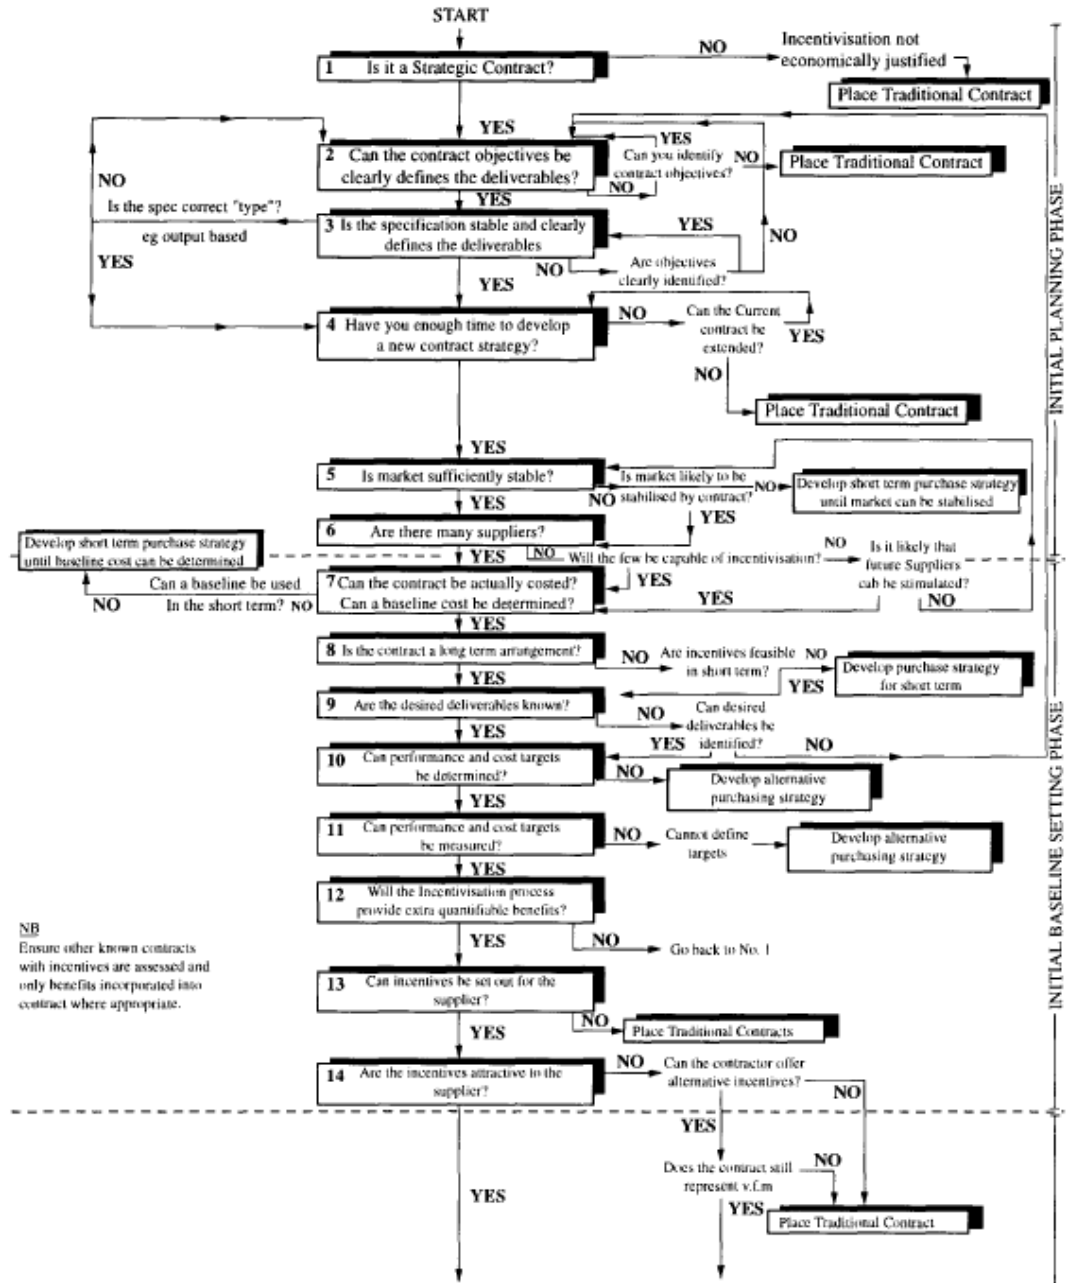 START
1 Is it a Strategic Contract?
NO
Incentivisation not
economically justified
Place Traditional Contract
YES
2 Can the contract objectives be
clearly defines the deliverables?
YES
Can you identify
contract objectives?
NO
NO
Place Traditional Contract
YES
NO
Is the spec correct "type"?
eg output based
YES
3 Is the specification stable and clearly
defines the deliverables
YES
NO
NO
Are objectives
clearly identified?
YES
4 Have you enough time to develop
a new contract strategy?
NO
Can the Current
contract be
extended?
YES
NO
Place Traditional Contract
INITIAL PLANNING PHASE
YES
5 Is market sufficiently stable?
NO
Is market likely to be
stabilised by contract?
NO
Develop short term purchase strategy
until market can be stabilised
YES
YES
6 Are there many suppliers?
YES
NO
Will the few be capable of incentivisation?
NO
Is it likely that
future Suppliers
cab be stimulated?
YES
YES
NO
Develop short term purchase strategy
until baseline cost can be determined
Can a baseline be used
In the short term?
NO
NO
7 Can the contract be actually costed?
Can a baseline cost be determined?
YES
8 Is the contract a long term arrangement?
NO
Are incentives feasible
in short term?
NO
YES
Develop purchase strategy
for short term
YES
9 Are the desired deliverables known?
NO
Can desired
deliverables be
identified?
YES
NO
YES
10 Can performance and cost targets
be determined?
NO
Develop alternative
purchasing strategy
YES
11 Can performance and cost targets
be measured?
NO
Cannot define
targets
Develop alternative
purchasing strategy
YES
12 Will the Incentivisation process
provide extra quantifiable benefits?
YES
NO
Go back to No. 1
NB
Ensure other known contracts
with incentives are assessed and
only benefits incorporated into
contract where appropriate.
13 Can incentives be set out for the
supplier?
NO
Place Traditional Contracts
YES
14 Are the incentives attractive to the
supplier?
NO
Can the contractor offer
alternative incentives?
NO
INITIAL BASELINE SETTING PHASE
YES
YES
Does the contract still
represent v.f.m
NO
YES
Place Traditional Contract